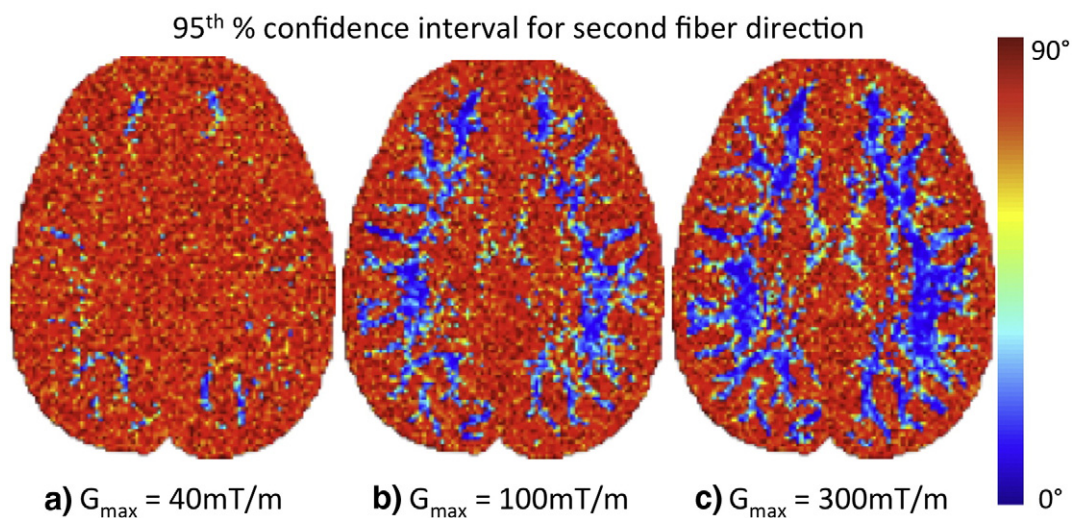 95th % confidence interval for second fiber direction
90°
0°
a) Gmax = 40mT/m
b) Gmax = 100mT/m
c) Gmax = 300mT/m